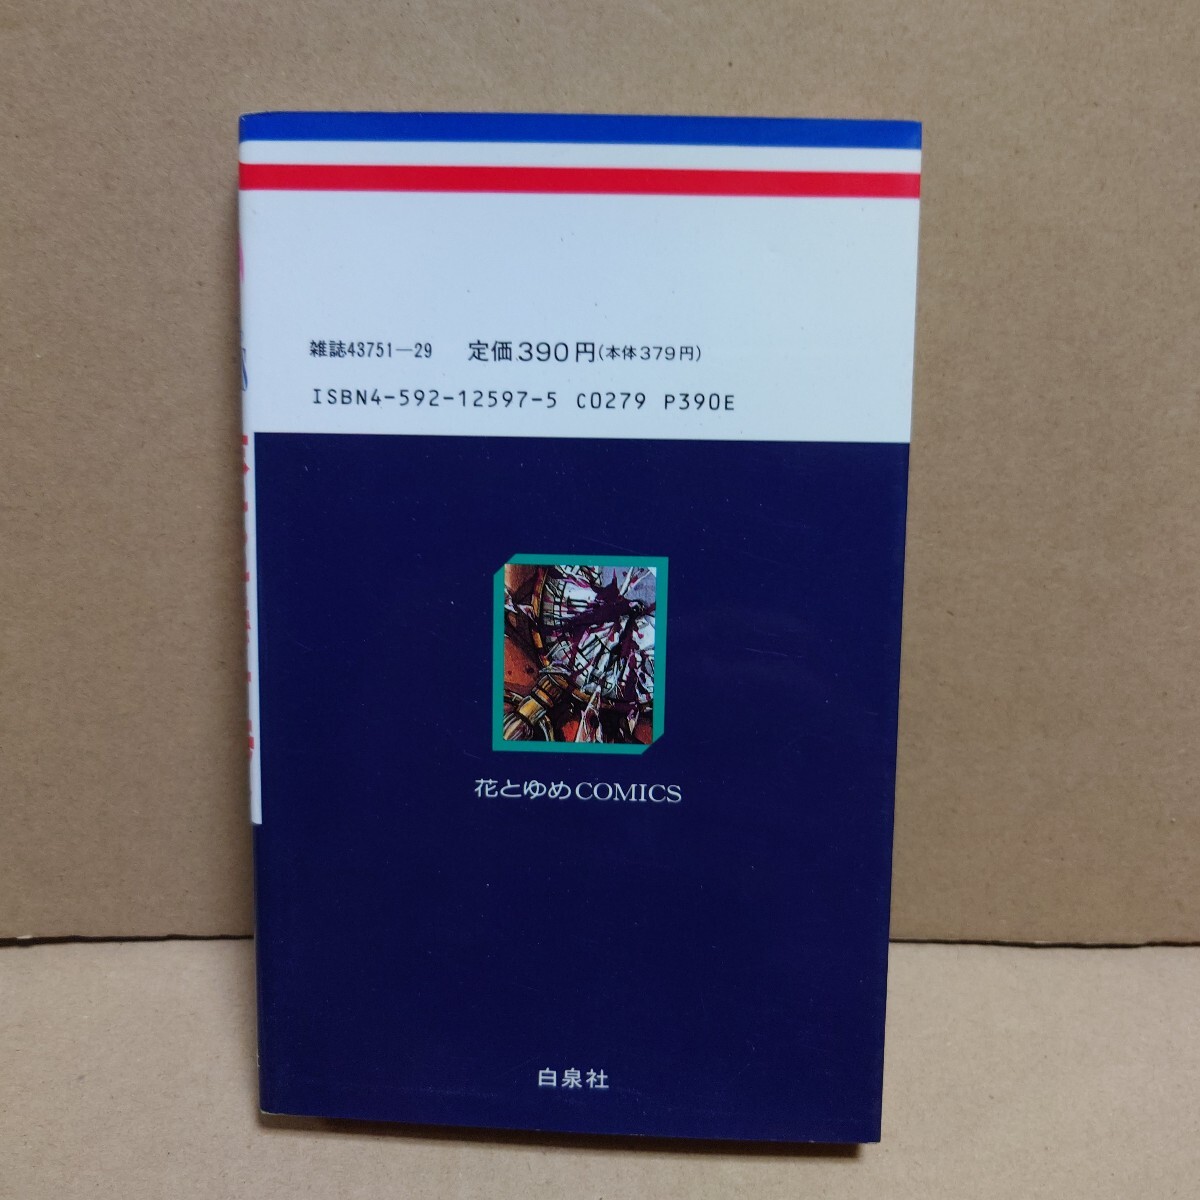 雑誌43751―29 定価390円(本体379円)
ISBN4-592-12597-5 C0279 P390E
花とゆめCOMICS
白泉社